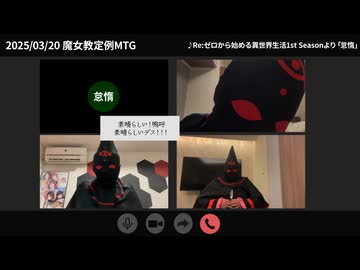 2025/03/20 魔女教定例MTG
♪Re:ゼロから始める異世界生活1st Seasonより「怠惰」
怠惰
素晴らしい!嗚呼
素晴らしいデス!!!